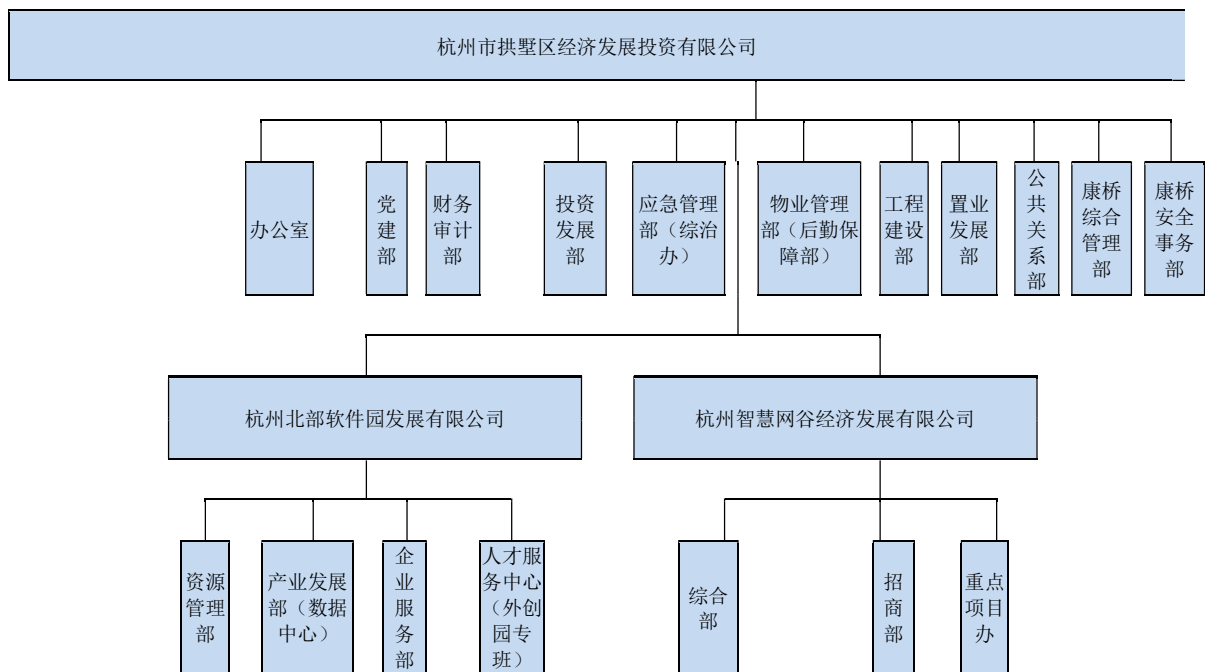 杭州市拱墅区经济发展投资有限公司
办公室
党
建
部
财务
审计
部
投资
发展
部
应急管理
部（综治
办）
物业管理
部（后勤保
障部）
工程
建设
部
置业
发展
部
公
共
关
系
部
康桥
综合
管理
部
康桥
安全
事务
部
杭州北部软件园发展有限公司
杭州智慧网谷经济发展有限公司
资源
管理
部
产业发展
部（数据
中心）
企
业
服
务
部
人才服
务中心
（外创
园专
班）
综合
部
招
商
部
重点
项目
办